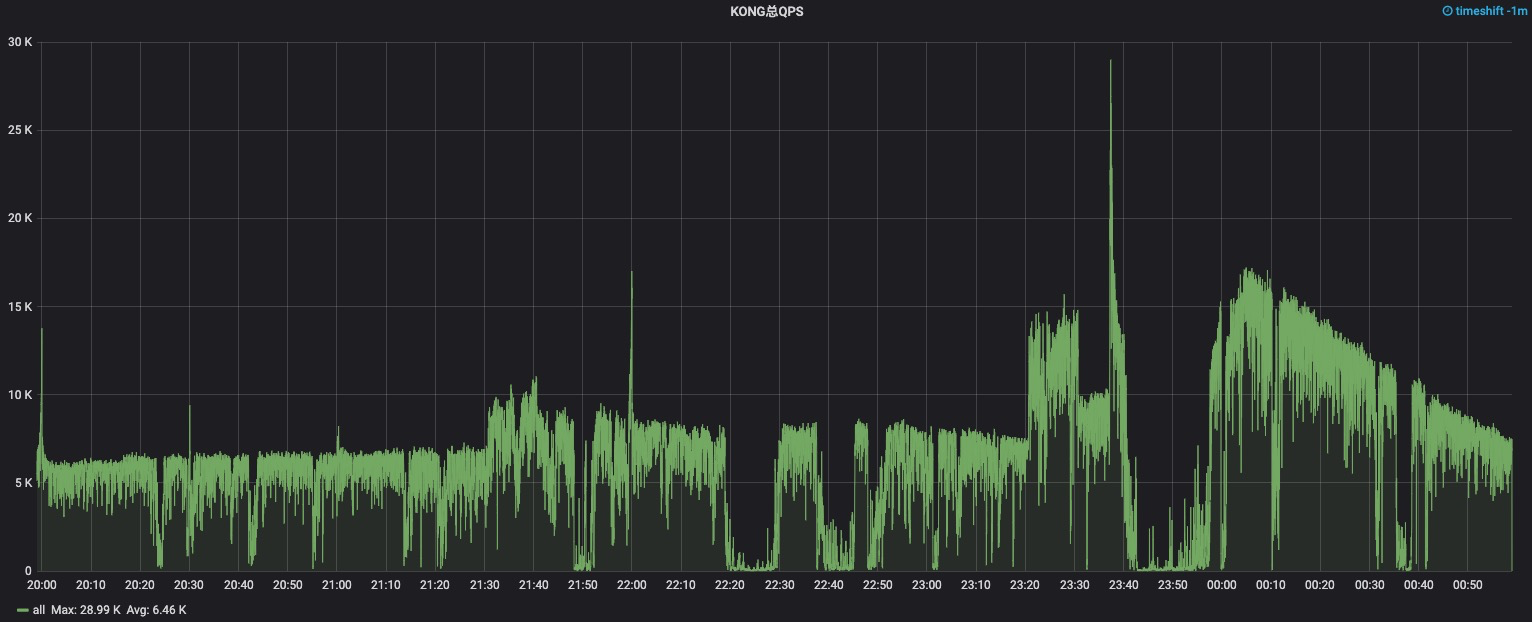 KONG总QPS
timeshift -1m
30 K
25 K
20 K
15 K
10 K
5 K
0
20:00 20:10 20:20 20:30 20:40 20:50 21:00 21:10 21:20 21:30 21:40 21:50 22:00 22:10 22:20 22:30 22:40 22:50 23:00 23:10 23:20 23:30 23:40 23:50 00:00 00:10 00:20 00:30 00:40 00:50
all Max: 28.99 K Avg: 6.46 K